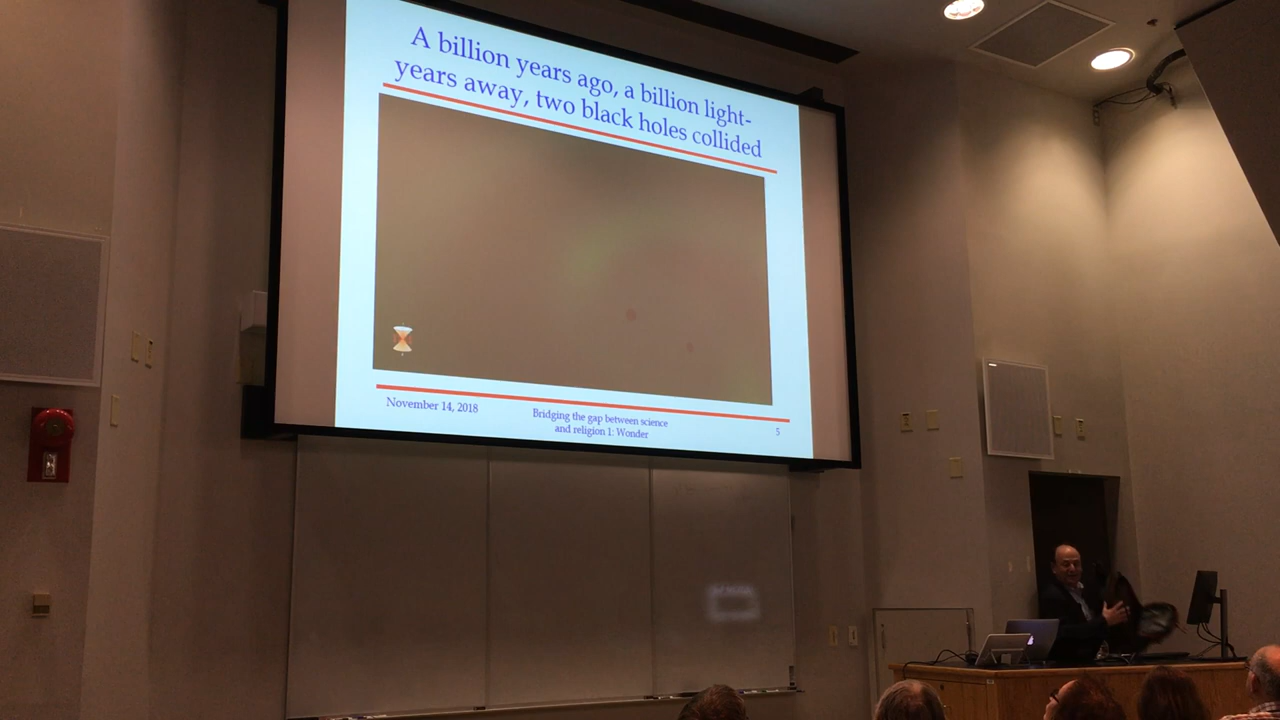 A billion years ago, a billion light-
years away, two black holes collided
November 14, 2018
Bridging the gap between science
and religion 1: Wonder
5